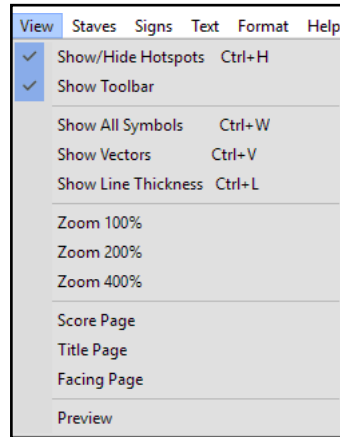 View Staves Signs Text Format Help
Show/Hide Hotspots Ctrl+H
Show Toolbar
Show All Symbols Ctrl+W
Show Vectors Ctrl+V
Show Line Thickness Ctrl+L
Zoom 100%
Zoom 200%
Zoom 400%
Score Page
Title Page
Facing Page
Preview